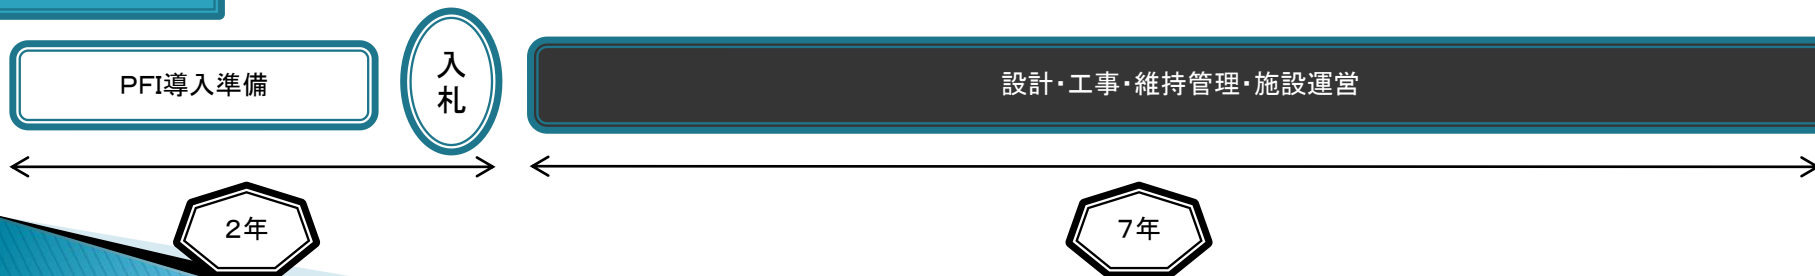 PFI導入準備
入
札
設計・工事・維持管理・施設運営
2年
7年